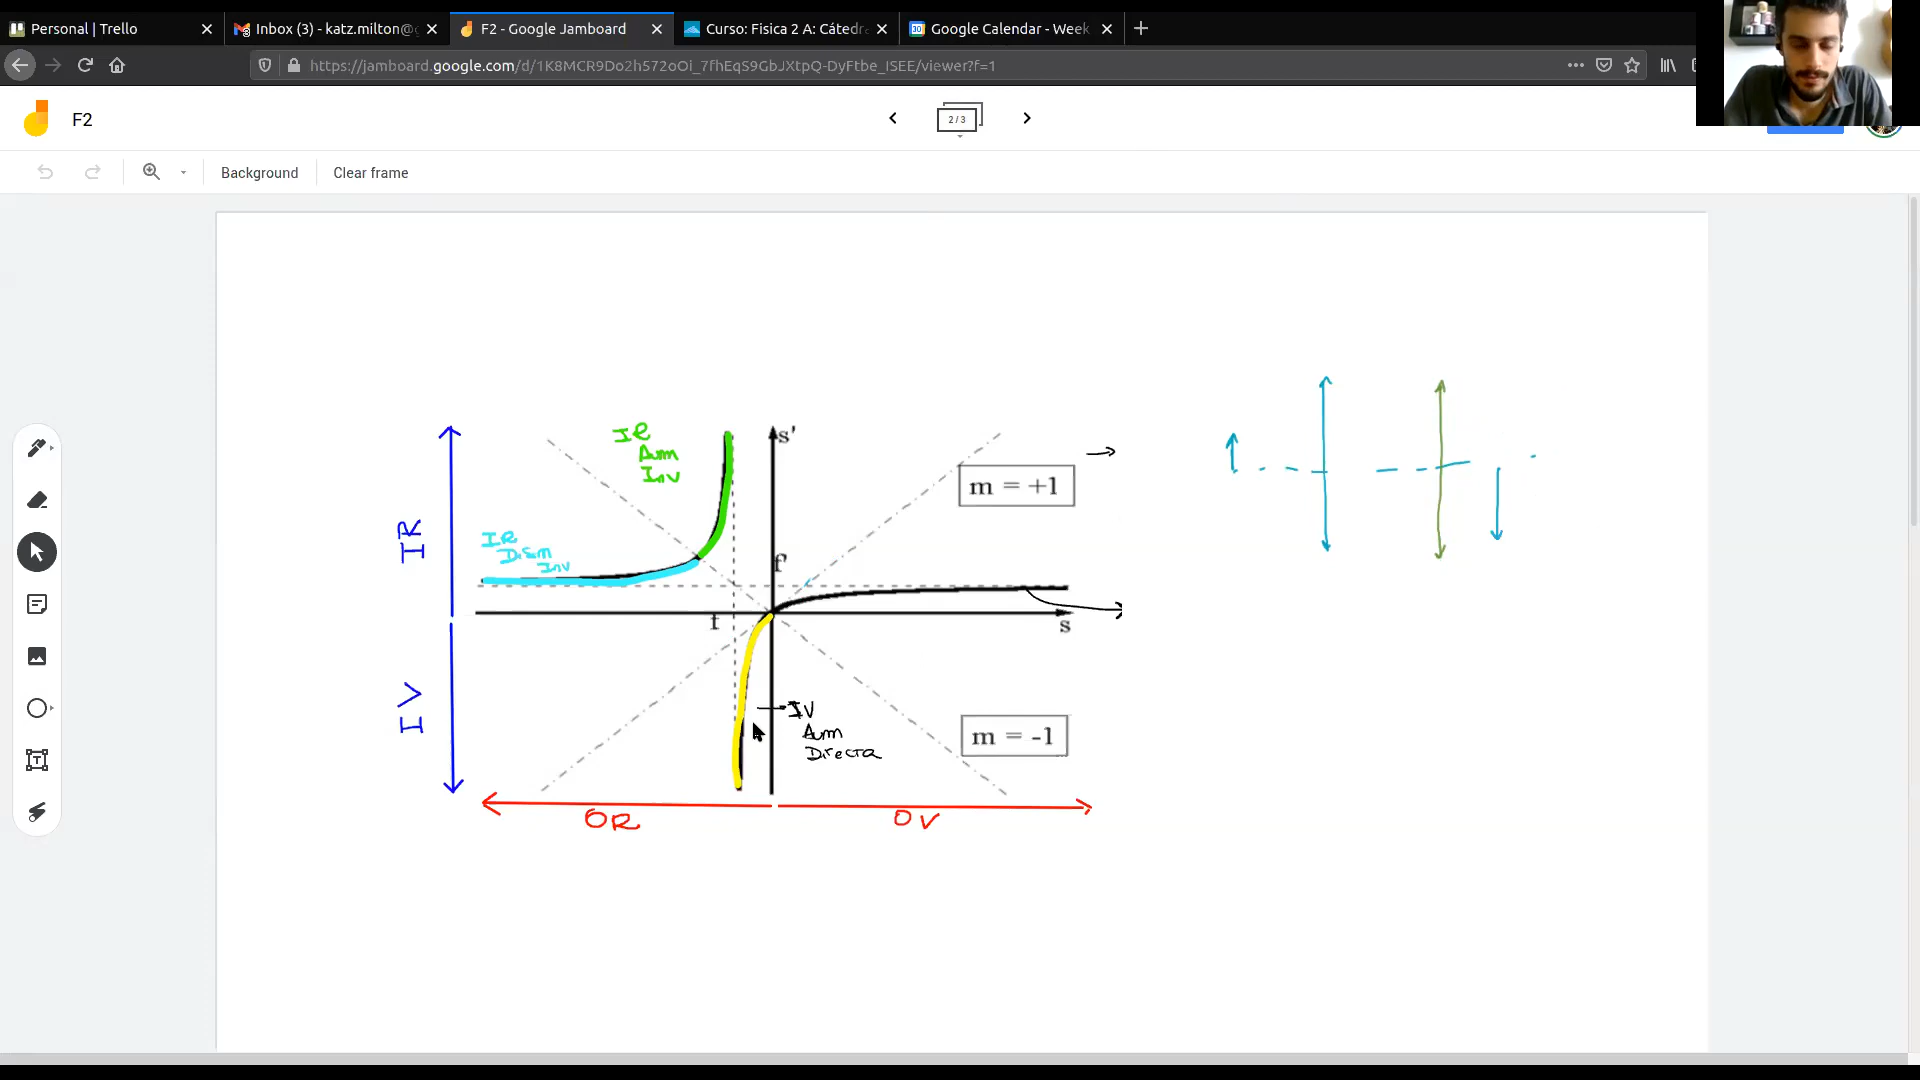 Personal | Trello
Inbox (3) - katz.milton@g
F2 - Google Jamboard
Curso: Fisica 2 A: Cátedr
Google Calendar - Week
https://jamboard.google.com/d/1K8MCR9Do2h572oOi_7fhEqS9GbJXtpQ-DyFtbe_ISEE/viewer?f=1
F2
2 / 3
Background
Clear frame
IR
Aum
Inv
s'
m = +1
IR
IR
Dism
Inv
f'
f
s
IV
IV
Aum
Directa
m = -1
OR
OV